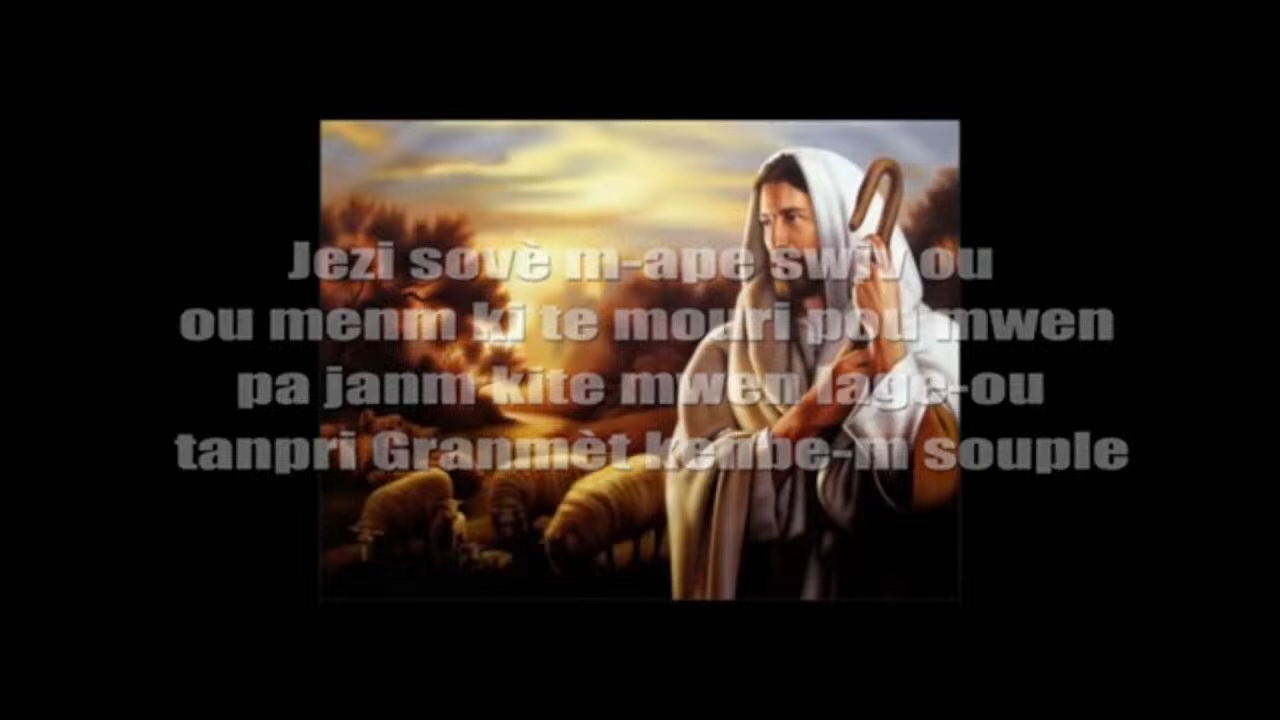 Jezi sovè m-ape swiv ou
ou menm ki te mouri pou mwen
pa janm kite mwen lage-ou
tanpri Granmèt kenbe-m souple